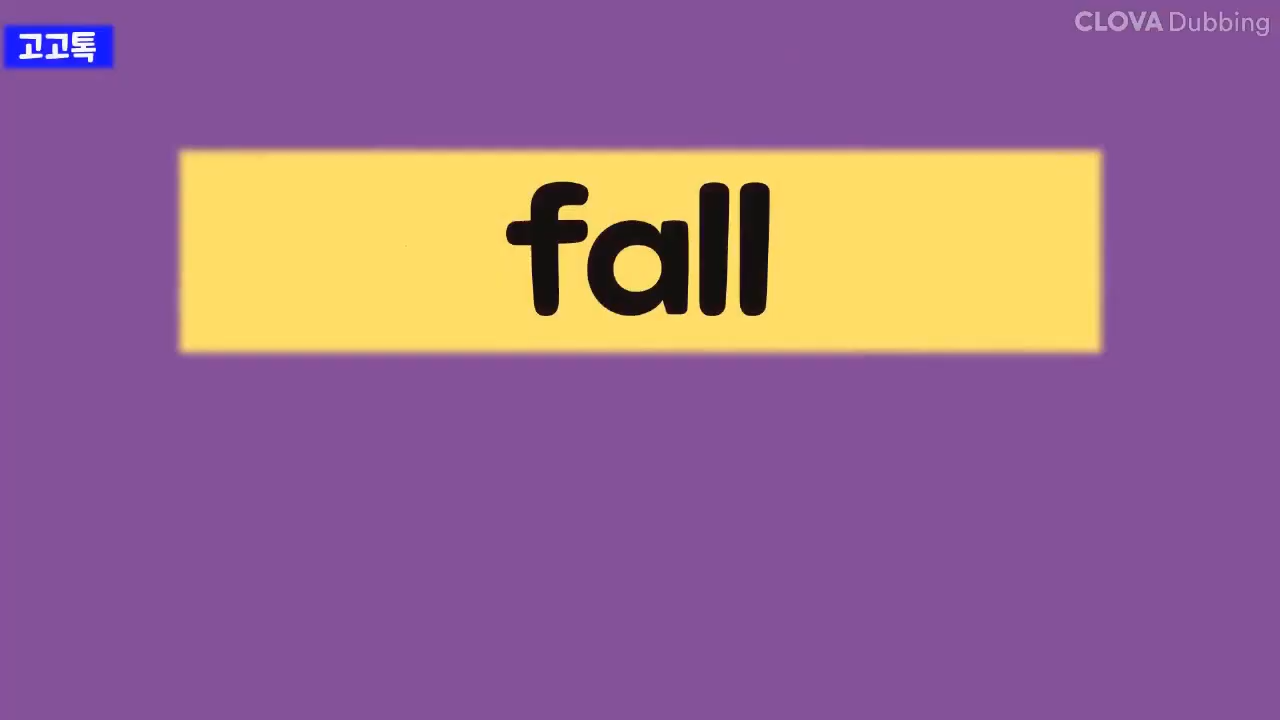 고고톡
CLOVA Dubbing
fall